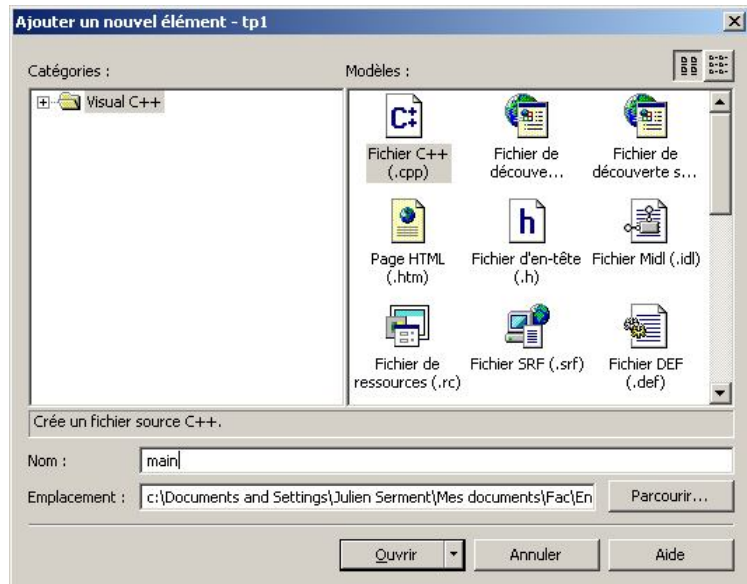 Ajouter un nouvel élément - tp1
Catégories :
Modèles :
Visual C++
Fichier C++
(.cpp)
Fichier de
découve...
Fichier de
découverte s...
Page HTML
(.htm)
Fichier d'en-tête
(.h)
Fichier Midl (.idl)
Fichier de
ressources (.rc)
Fichier SRF (.srf)
Fichier DEF
(.def)
Crée un fichier source C++.
Nom :
main
Emplacement :
c:\Documents and Settings\Julien Serment\Mes documents\Fac\En
Parcourir...
Ouvrir
Annuler
Aide